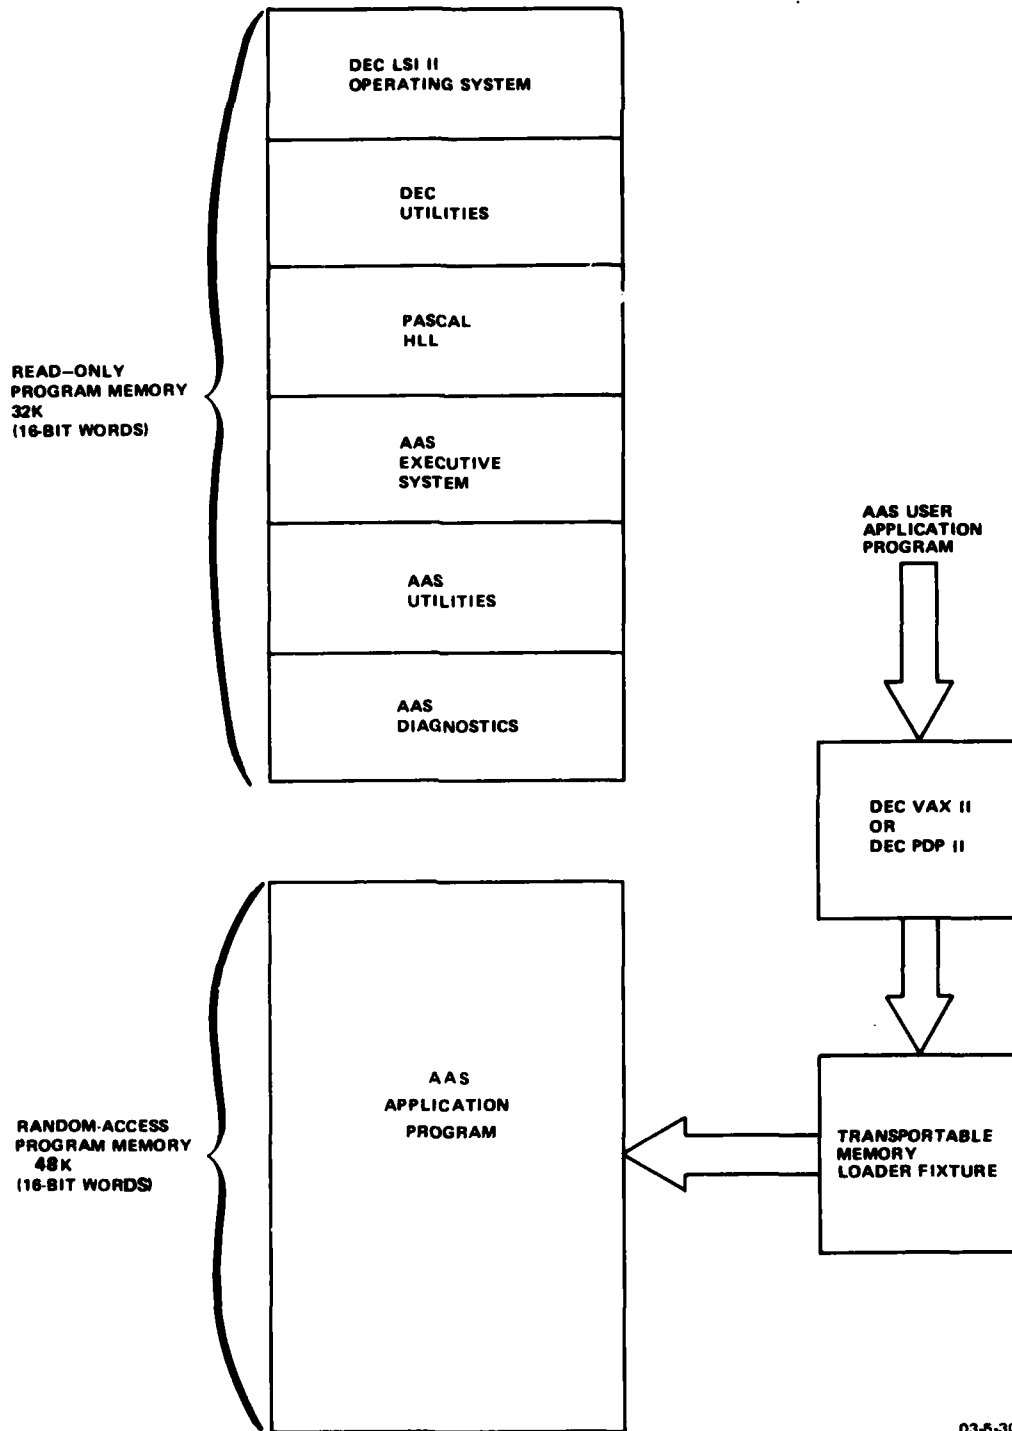 DEC LSI II
OPERATING SYSTEM
DEC
UTILITIES
PASCAL
HLL
READ-ONLY
PROGRAM MEMORY
32K
(16-BIT WORDS)
AAS
EXECUTIVE
SYSTEM
AAS
UTILITIES
AAS
DIAGNOSTICS
AAS USER
APPLICATION
PROGRAM
DEC VAX II
OR
DEC PDP II
RANDOM-ACCESS
PROGRAM MEMORY
48K
(16-BIT WORDS)
AAS
APPLICATION
PROGRAM
TRANSPORTABLE
MEMORY
LOADER FIXTURE